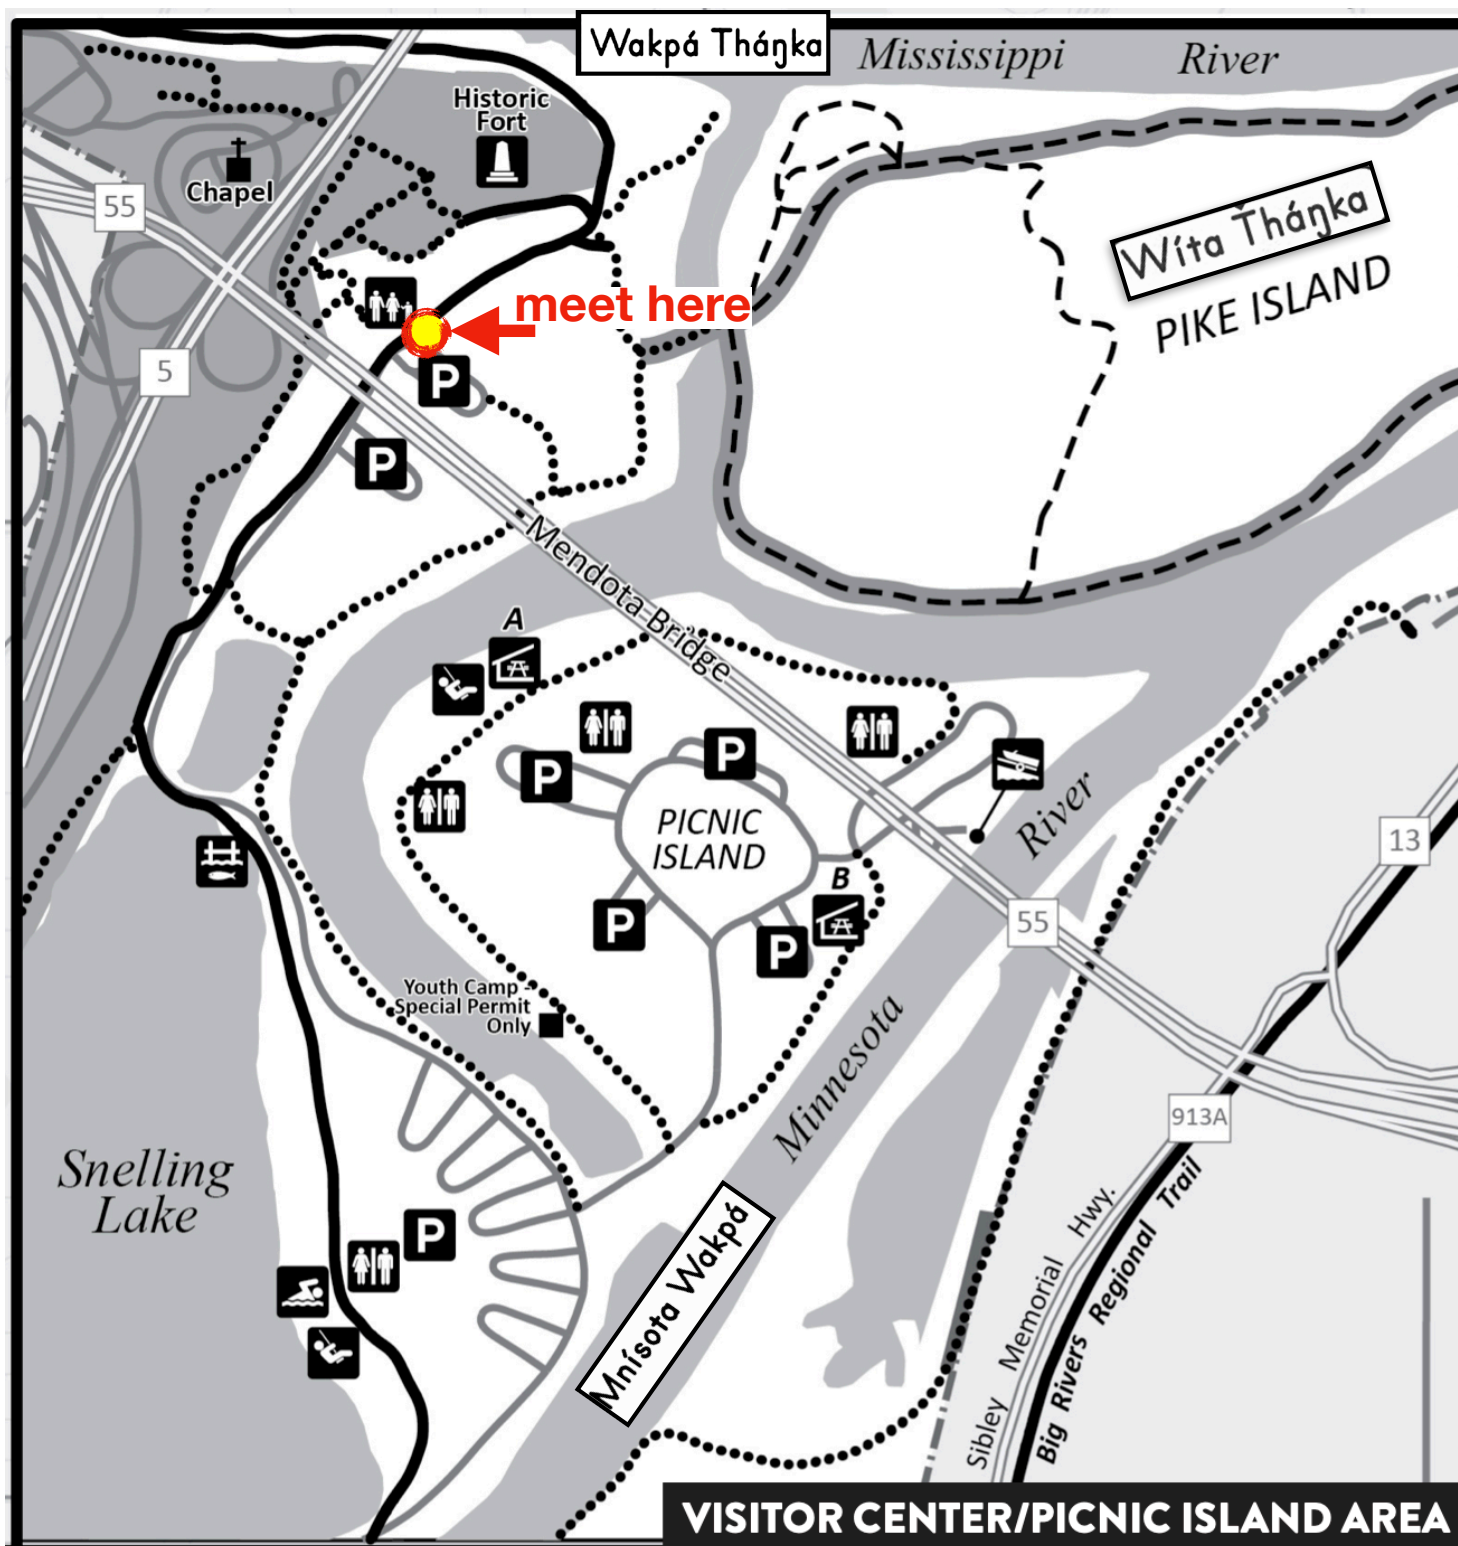 Wakpá Tháŋka
Mississippi River
Historic
Fort
Chapel
55
Wíta Tháŋka
PIKE ISLAND
meet here
5
P
P
Mendota Bridge
A
P
P
PICNIC
ISLAND
River
13
B
P
P
55
Youth Camp -
Special Permit
Only
Minnesota
913A
Snelling
Lake
P
Mnísota Wakpá
Sibley Memorial Hwy.
Big Rivers Regional Trail
VISITOR CENTER/PICNIC ISLAND AREA